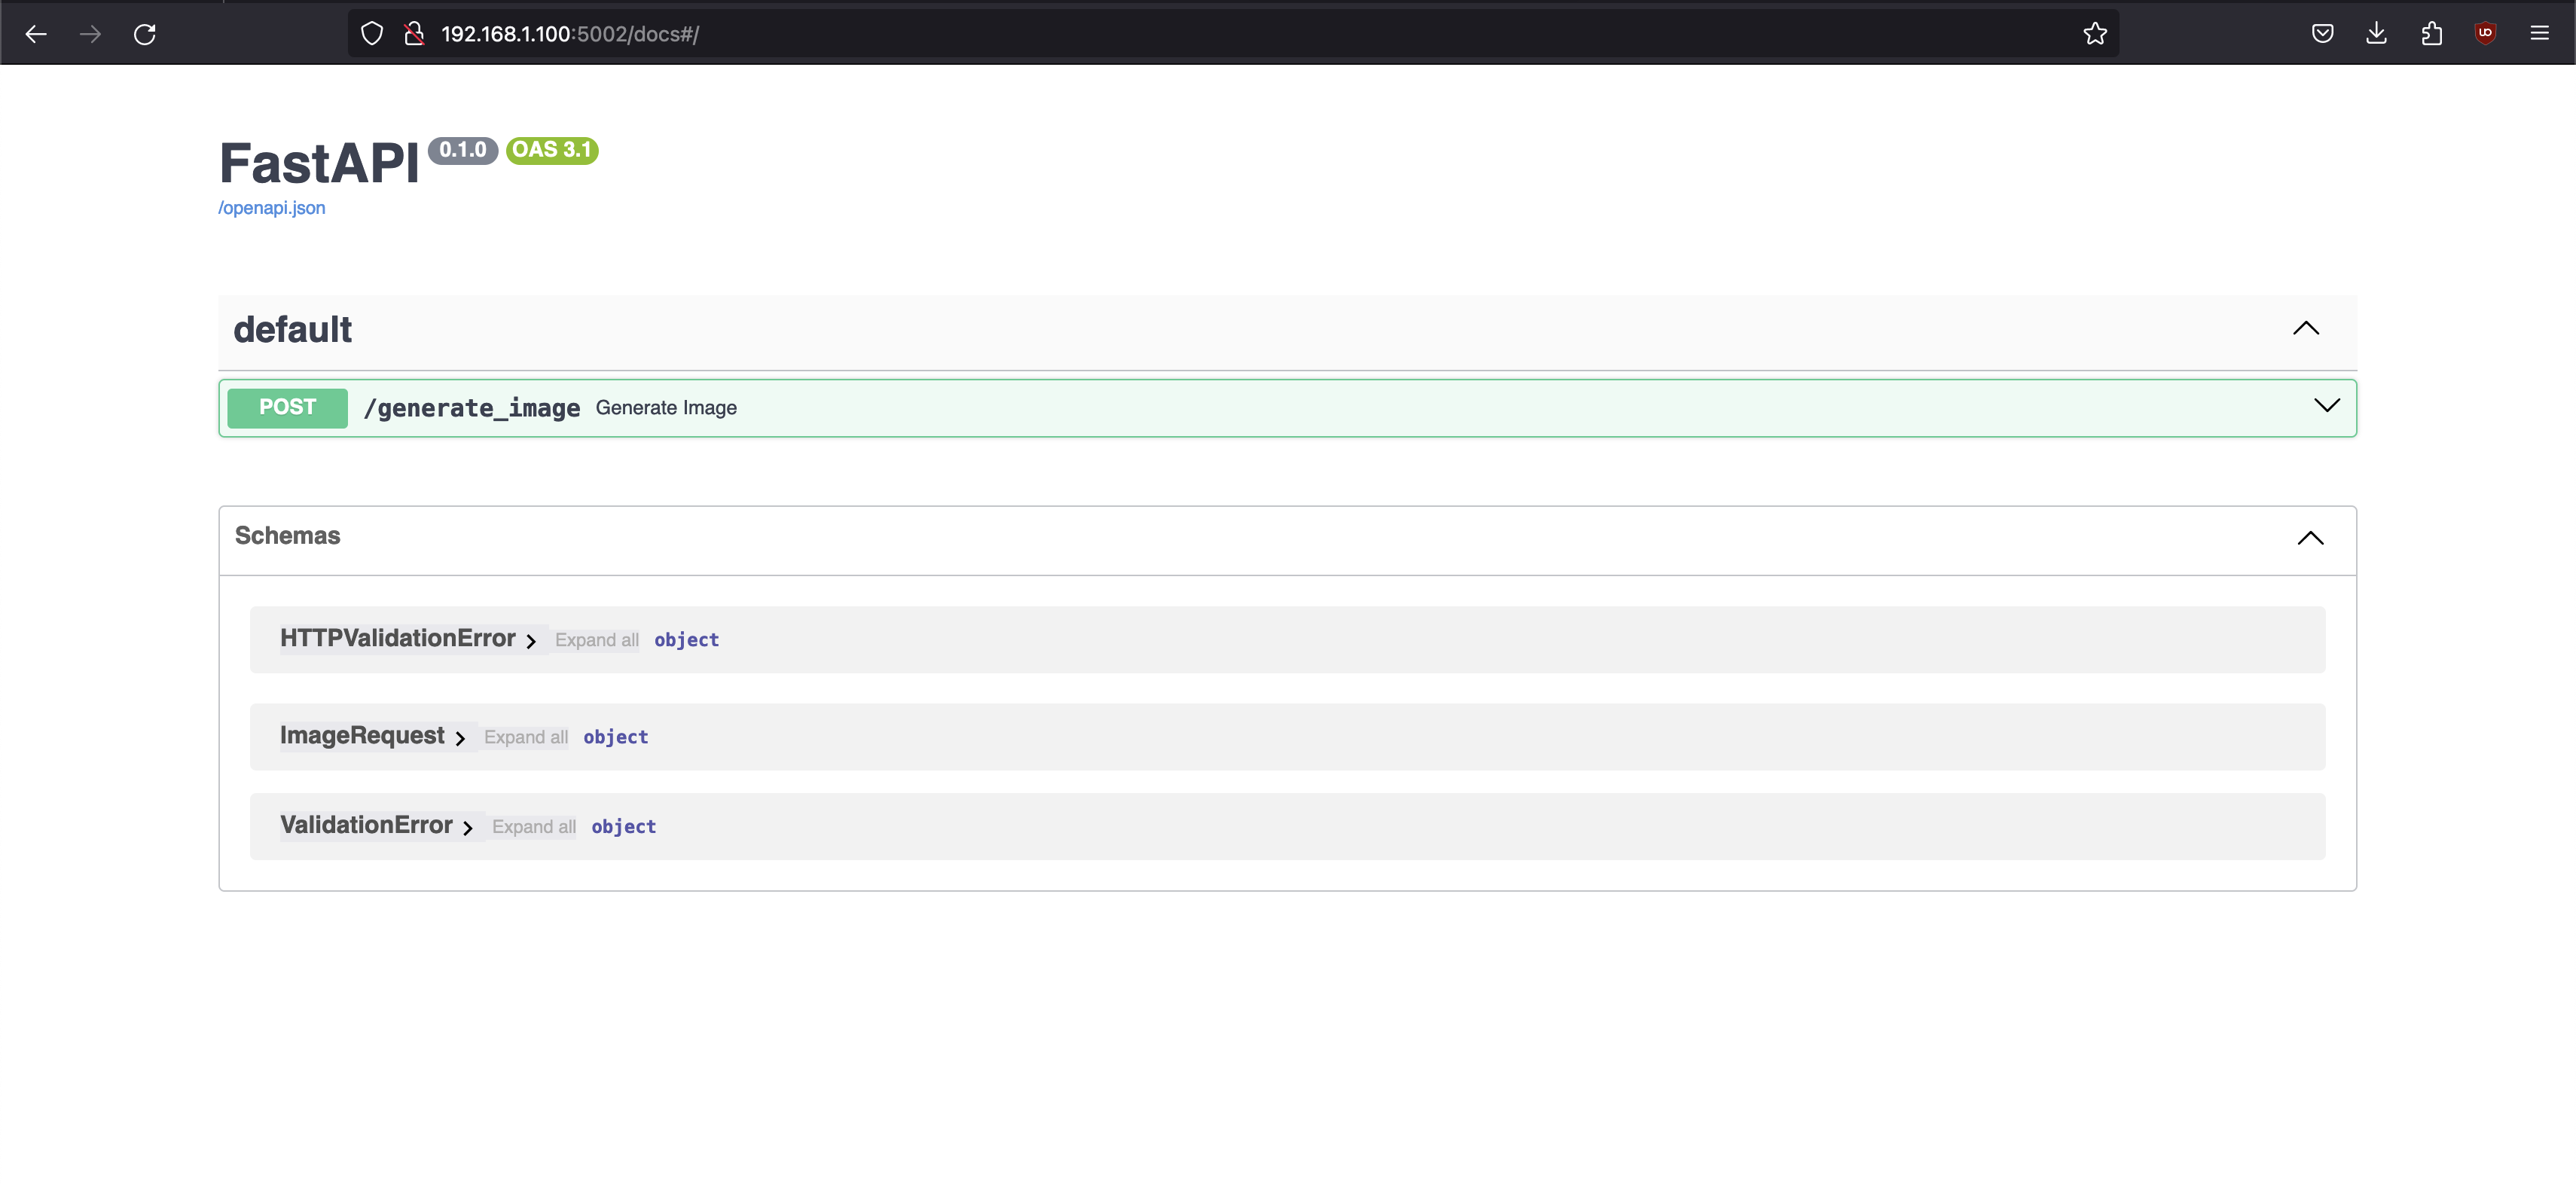 192.168.1.100:5002/docs#/
FastAPI 0.1.0 OAS 3.1
/openapi.json
default
POST /generate_image Generate Image
Schemas
HTTPValidationError Expand all object
ImageRequest Expand all object
ValidationError Expand all object